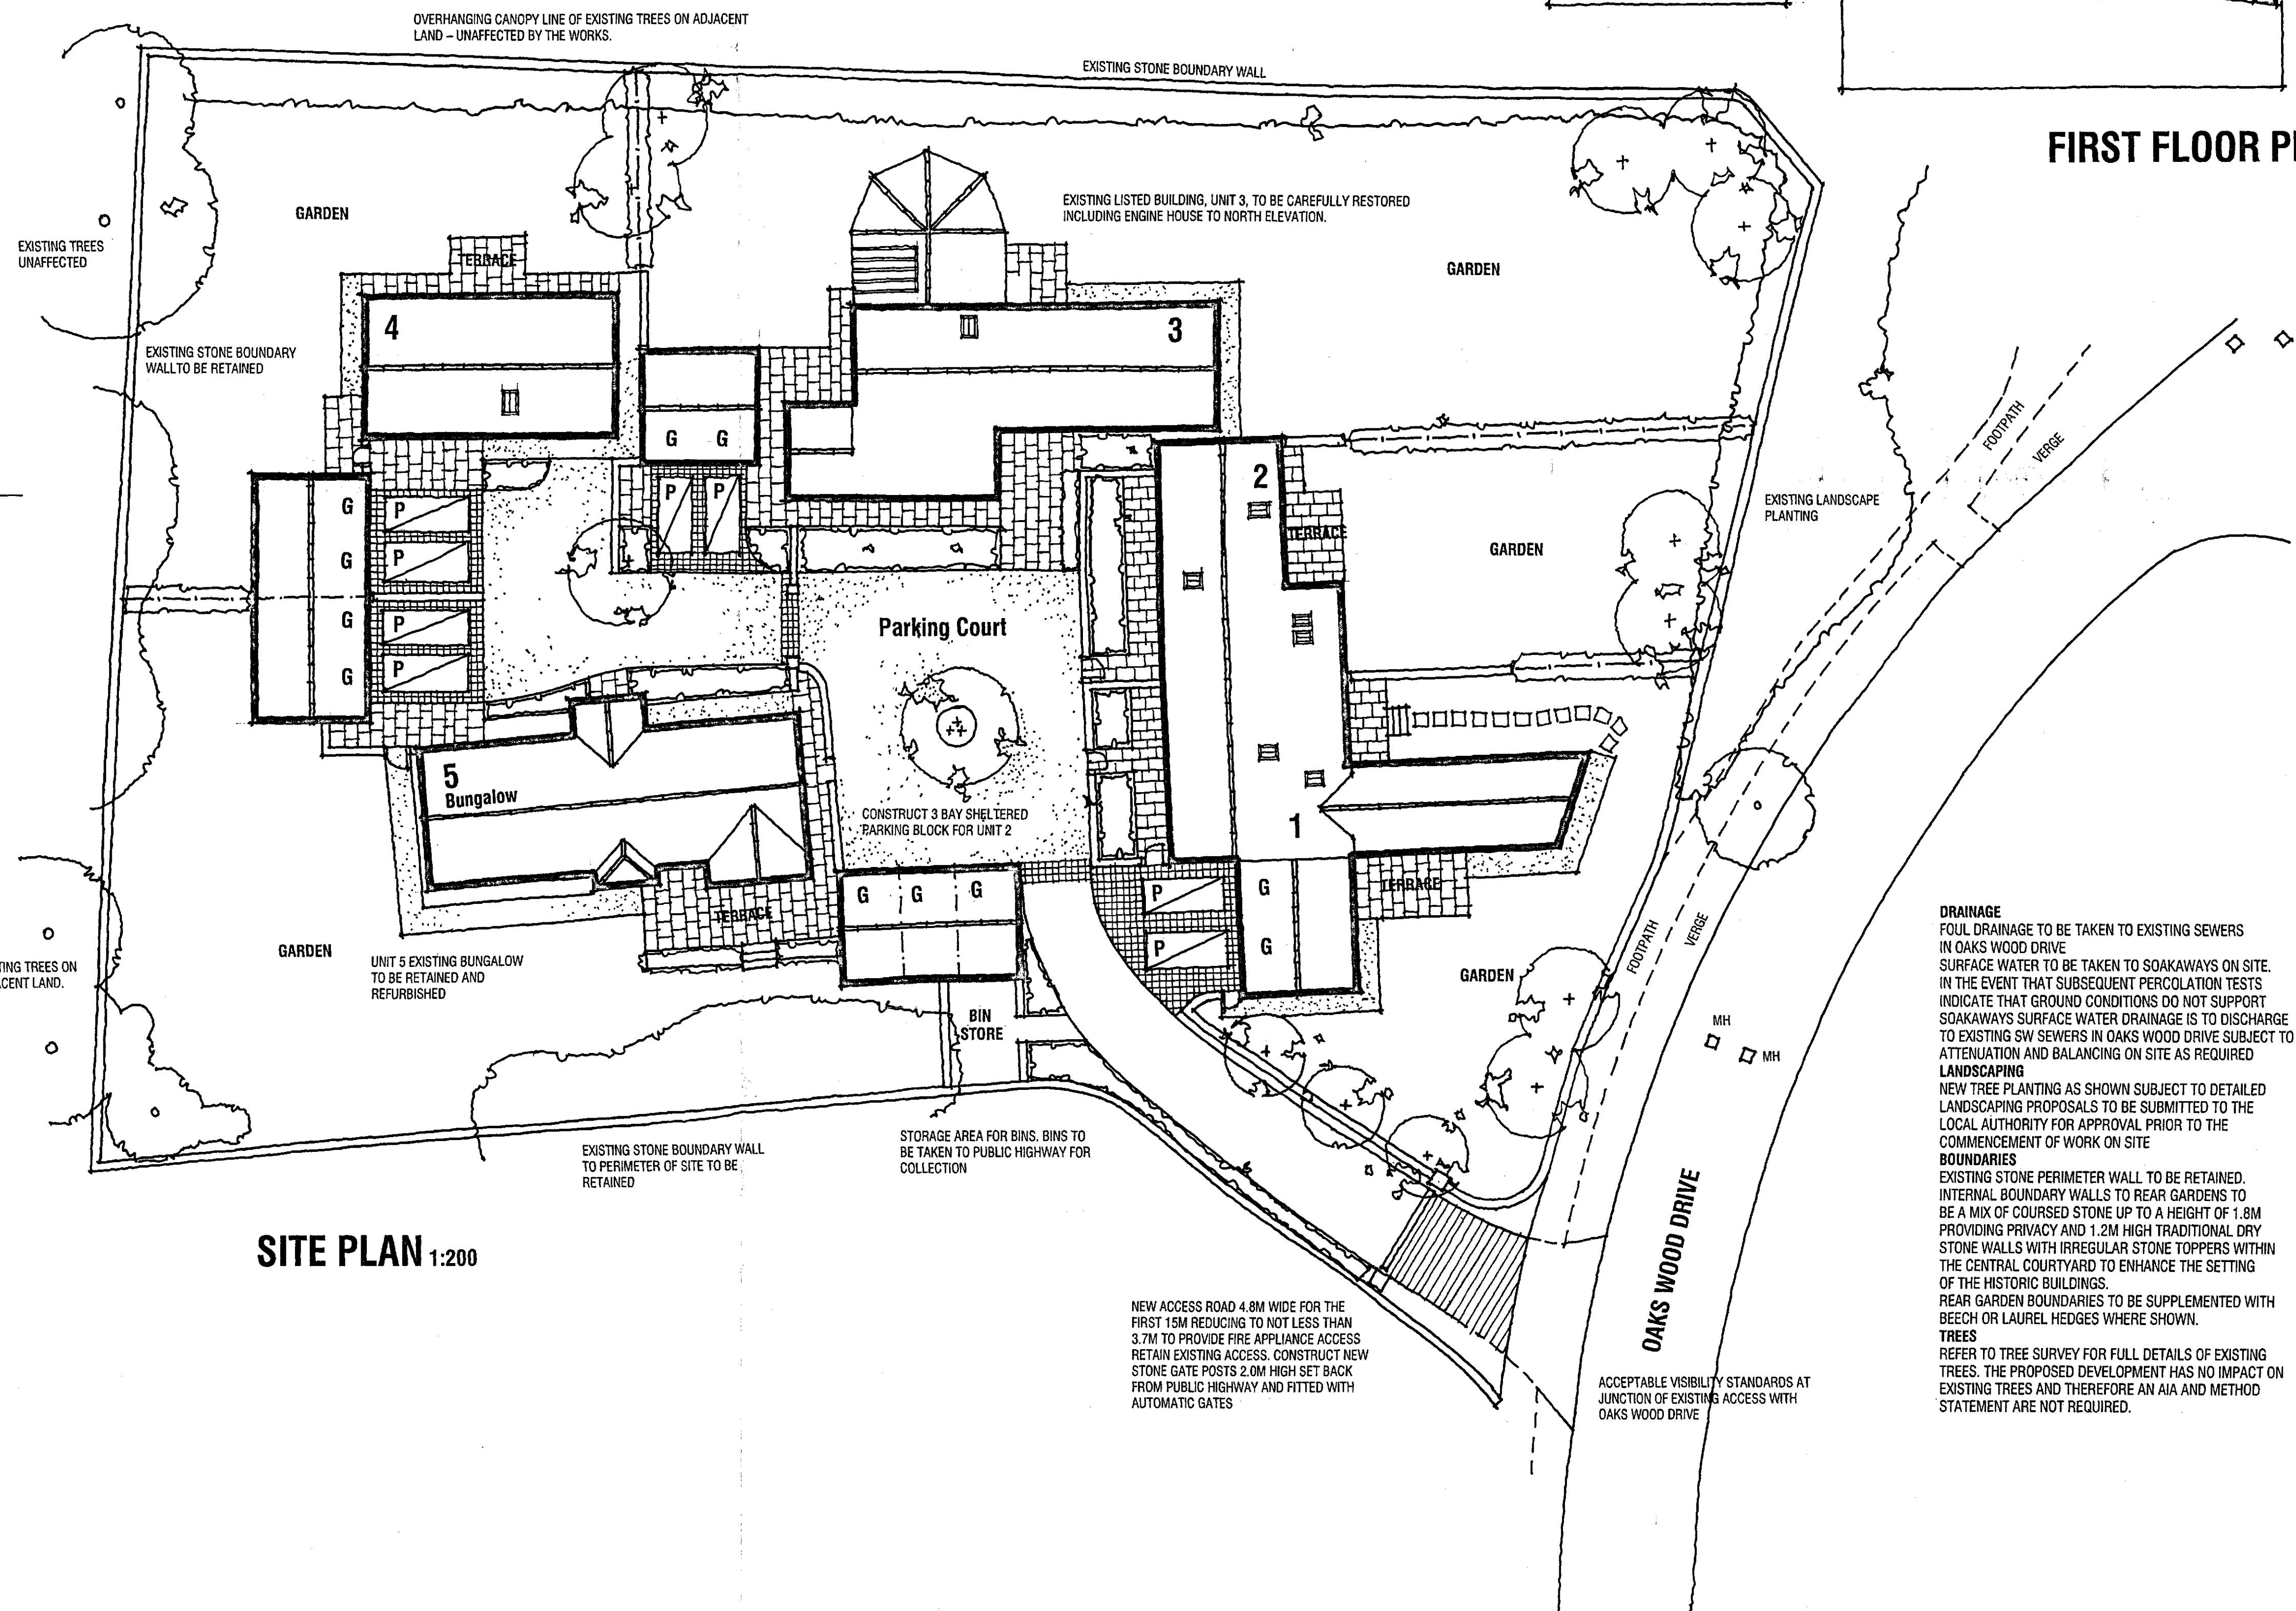 OVERHANGING CANOPY LINE OF EXISTING TREES ON ADJACENT
LAND – UNAFFECTED BY THE WORKS.
EXISTING STONE BOUNDARY WALL
FIRST FLOOR
GARDEN
EXISTING LISTED BUILDING, UNIT 3, TO BE CAREFULLY RESTORED
INCLUDING ENGINE HOUSE TO NORTH ELEVATION.
EXISTING TREES
UNAFFECTED
TERRACE
GARDEN
4
3
EXISTING STONE BOUNDARY
WALL TO BE RETAINED
G G
FOOTPATH
VERGE
2
P P
G P
G P
G P
G P
TERRACE
GARDEN
EXISTING LANDSCAPE
PLANTING
Parking Court
5
Bungalow
CONSTRUCT 3 BAY SHELTERED
PARKING BLOCK FOR UNIT 2
1
G G G
P G
P G
TERRACE
TERRACE
GARDEN
UNIT 5 EXISTING BUNGALOW
TO BE RETAINED AND
REFURBISHED
TREES ON
LAND.
GARDEN
FOOTPATH
VERGE
BIN
STORE
MH
MH
EXISTING STONE BOUNDARY WALL
TO PERIMETER OF SITE TO BE
RETAINED
STORAGE AREA FOR BINS. BINS TO
BE TAKEN TO PUBLIC HIGHWAY FOR
COLLECTION
SITE PLAN 1:200
OAKS WOOD DRIVE
NEW ACCESS ROAD 4.8M WIDE FOR THE
FIRST 15M REDUCING TO NOT LESS THAN
3.7M TO PROVIDE FIRE APPLIANCE ACCESS
RETAIN EXISTING ACCESS. CONSTRUCT NEW
STONE GATE POSTS 2.0M HIGH SET BACK
FROM PUBLIC HIGHWAY AND FITTED WITH
AUTOMATIC GATES
ACCEPTABLE VISIBILITY STANDARDS AT
JUNCTION OF EXISTING ACCESS WITH
OAKS WOOD DRIVE
DRAINAGE
FOUL DRAINAGE TO BE TAKEN TO EXISTING SEWERS
IN OAKS WOOD DRIVE
SURFACE WATER TO BE TAKEN TO SOAKAWAYS ON SITE.
IN THE EVENT THAT SUBSEQUENT PERCOLATION TESTS
INDICATE THAT GROUND CONDITIONS DO NOT SUPPORT
SOAKAWAYS SURFACE WATER DRAINAGE IS TO DISCHARGE
TO EXISTING SW SEWERS IN OAKS WOOD DRIVE SUBJECT TO
ATTENUATION AND BALANCING ON SITE AS REQUIRED
LANDSCAPING
NEW TREE PLANTING AS SHOWN SUBJECT TO DETAILED
LANDSCAPING PROPOSALS TO BE SUBMITTED TO THE
LOCAL AUTHORITY FOR APPROVAL PRIOR TO THE
COMMENCEMENT OF WORK ON SITE
BOUNDARIES
EXISTING STONE PERIMETER WALL TO BE RETAINED.
INTERNAL BOUNDARY WALLS TO REAR GARDENS TO
BE A MIX OF COURSED STONE UP TO A HEIGHT OF 1.8M
PROVIDING PRIVACY AND 1.2M HIGH TRADITIONAL DRY
STONE WALLS WITH IRREGULAR STONE TOPPERS WITHIN
THE CENTRAL COURTYARD TO ENHANCE THE SETTING
OF THE HISTORIC BUILDINGS.
REAR GARDEN BOUNDARIES TO BE SUPPLEMENTED WITH
BEECH OR LAUREL HEDGES WHERE SHOWN.
TREES
REFER TO TREE SURVEY FOR FULL DETAILS OF EXISTING
TREES. THE PROPOSED DEVELOPMENT HAS NO IMPACT ON
EXISTING TREES AND THEREFORE AN AIA AND METHOD
STATEMENT ARE NOT REQUIRED.